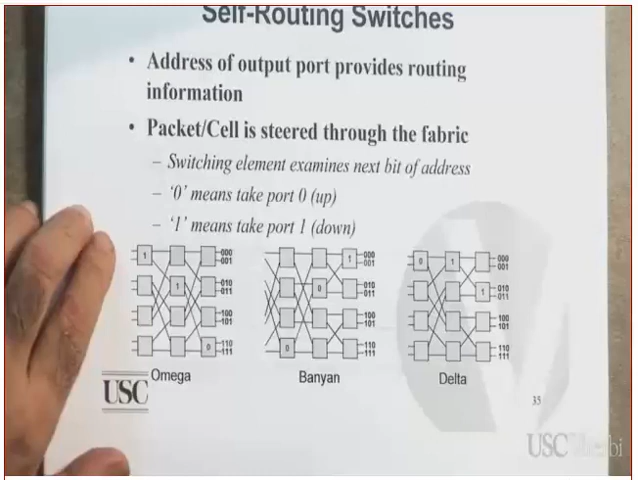 Self-Routing Switches
• Address of output port provides routing
information
• Packet/Cell is steered through the fabric
– Switching element examines next bit of address
– '0' means take port 0 (up)
– '1' means take port 1 (down)
1 000
001
1 010
011
100
101
0 110
111
Omega
1 000
001
0 010
011
100
101
0 110
111
Banyan
0 1 000
001
1 010
011
100
101
110
111
Delta
USC
35
USC